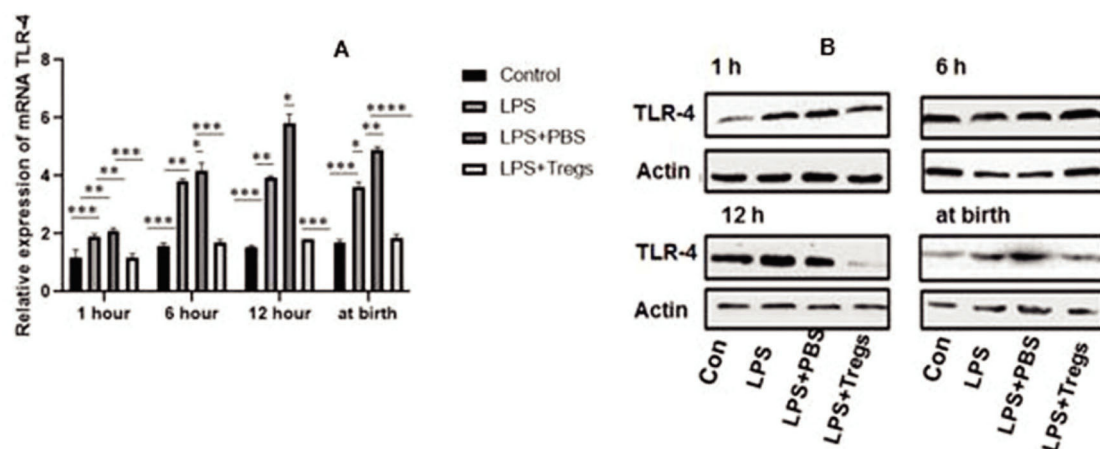 Relative expression of mRNA TLR-4
A
8
6
4
2
0
*** ** ** ***
*** ** * ***
*** ** * ***
*** * ** ****
1 hour 6 hour 12 hour at birth
Control
LPS
LPS+PBS
LPS+Tregs
B
1 h 6 h
TLR-4
Actin
12 h at birth
TLR-4
Actin
Con LPS LPS+PBS LPS+Tregs Con LPS LPS+PBS LPS+Tregs